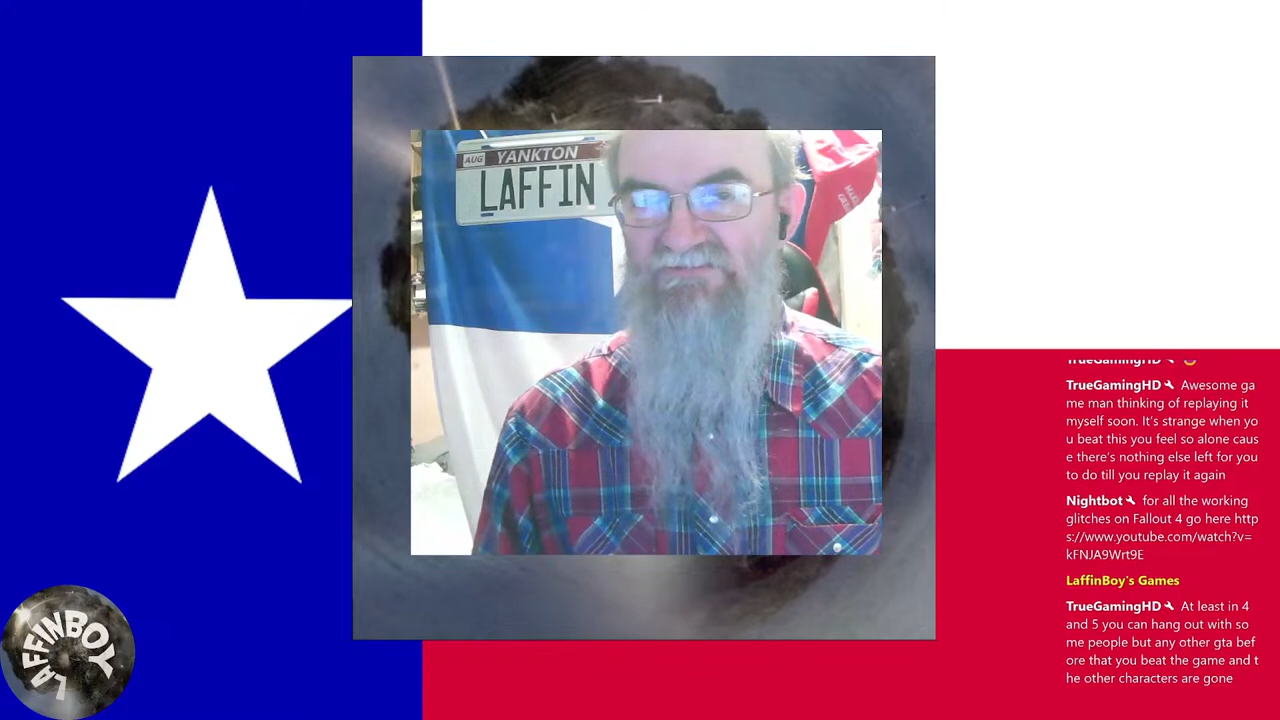 AUG YANKTON
LAFFIN
TrueGamingHD
TrueGamingHD Awesome ga
me man thinking of replaying it
myself soon. It's strange when yo
u beat this you feel so alone caus
e there's nothing else left for you
to do till you replay it again
Nightbot for all the working
glitches on Fallout 4 go here http
s://www.youtube.com/watch?v=
kFNJA9Wrt9E
LaffinBoy's Games
TrueGamingHD At least in 4
and 5 you can hang out with so
me people but any other gta bef
ore that you beat the game and t
he other characters are gone
LAFFINBOY